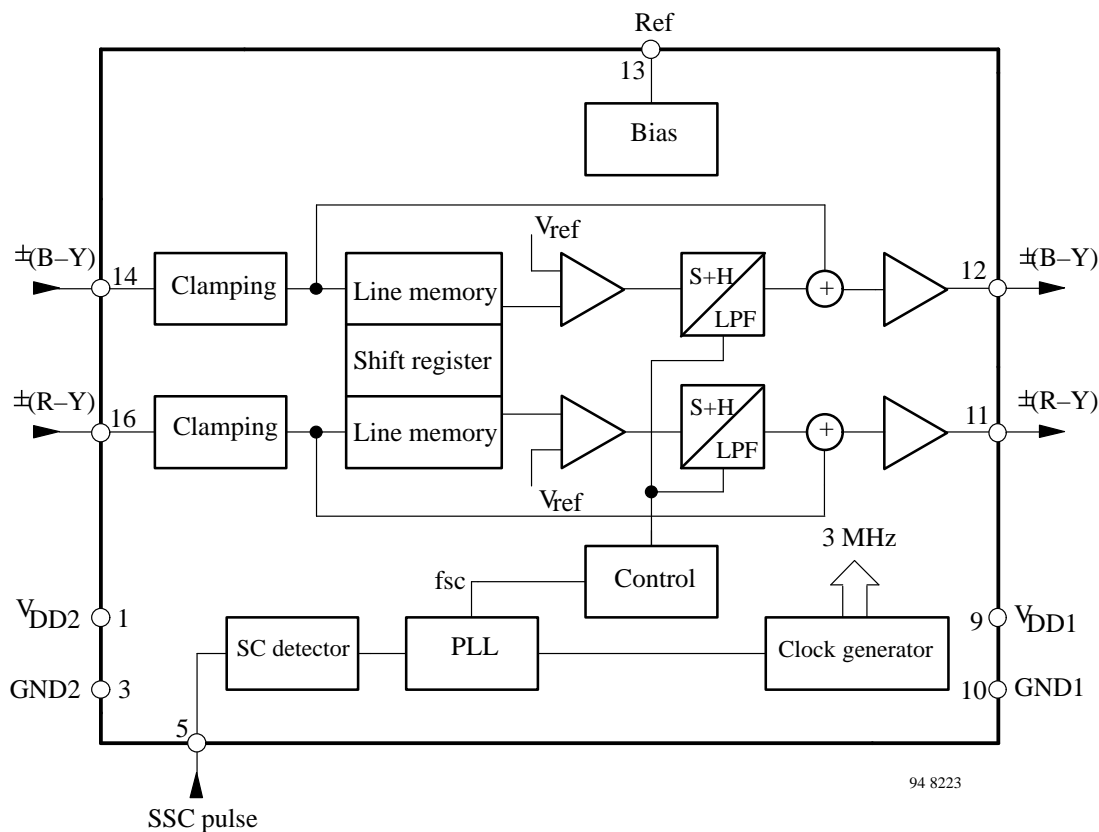 Ref
13
Bias
±(B–Y)
14
Clamping
Line memory
Vref
S+H
LPF
+
12
±(B–Y)
Shift register
±(R–Y)
16
Clamping
Line memory
Vref
S+H
LPF
+
11
±(R–Y)
3 MHz
fsc
Control
VDD2
1
SC detector
PLL
Clock generator
9
VDD1
GND2
3
10
GND1
5
94 8223
SSC pulse